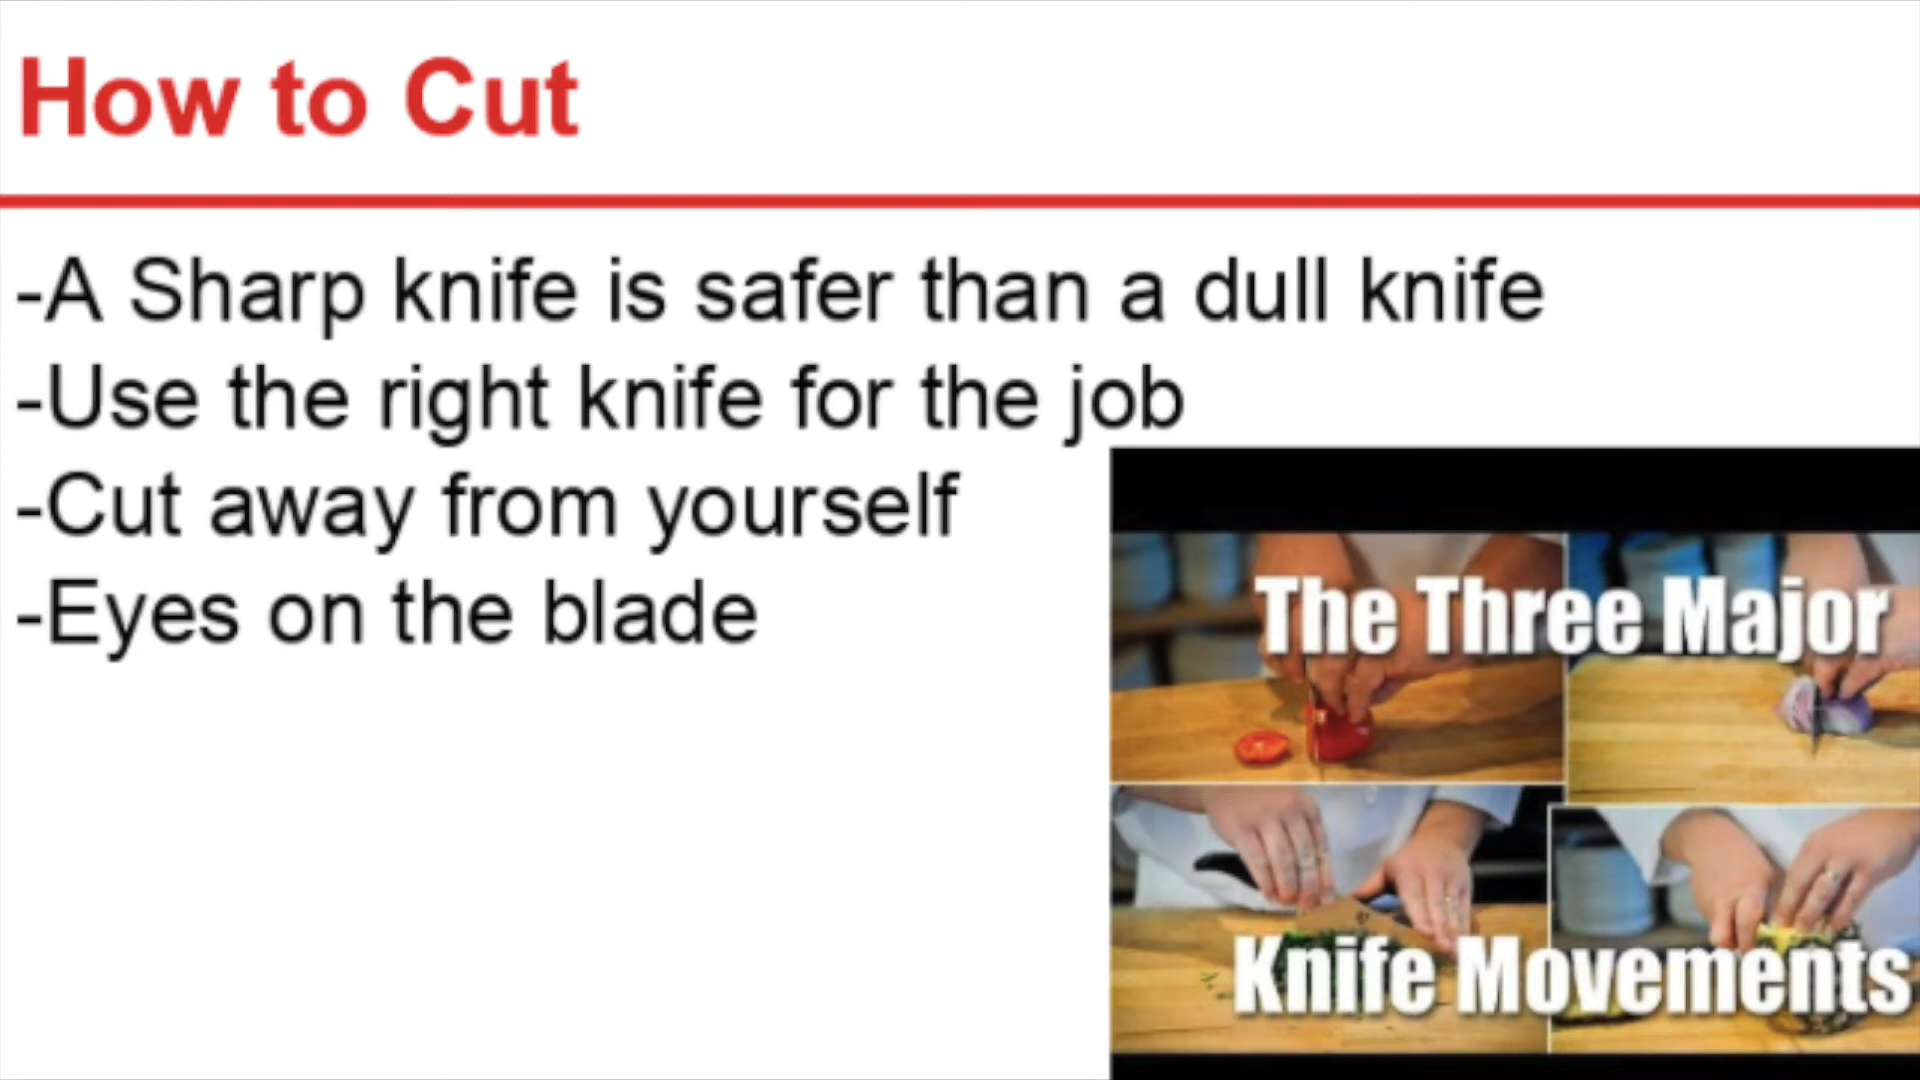 How to Cut
-A Sharp knife is safer than a dull knife
-Use the right knife for the job
-Cut away from yourself
-Eyes on the blade
The Three Major
Knife Movements